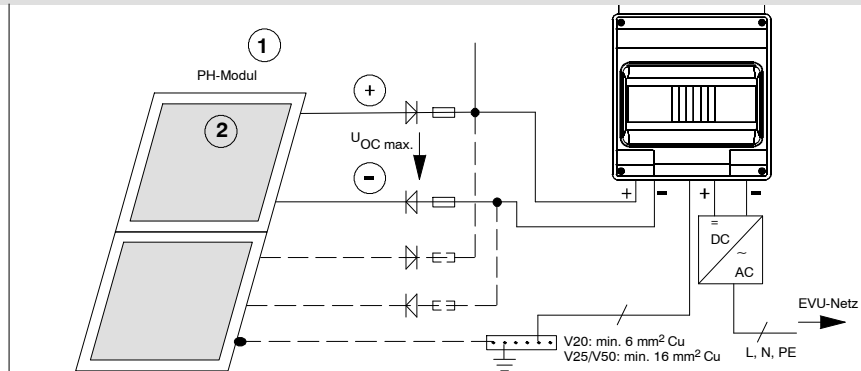 1
PH-Modul
+
2
U OC max.
-
+ - + -
=
DC
~
AC
EVU-Netz
V20: min. 6 mm² Cu
V25/V50: min. 16 mm² Cu
L, N, PE